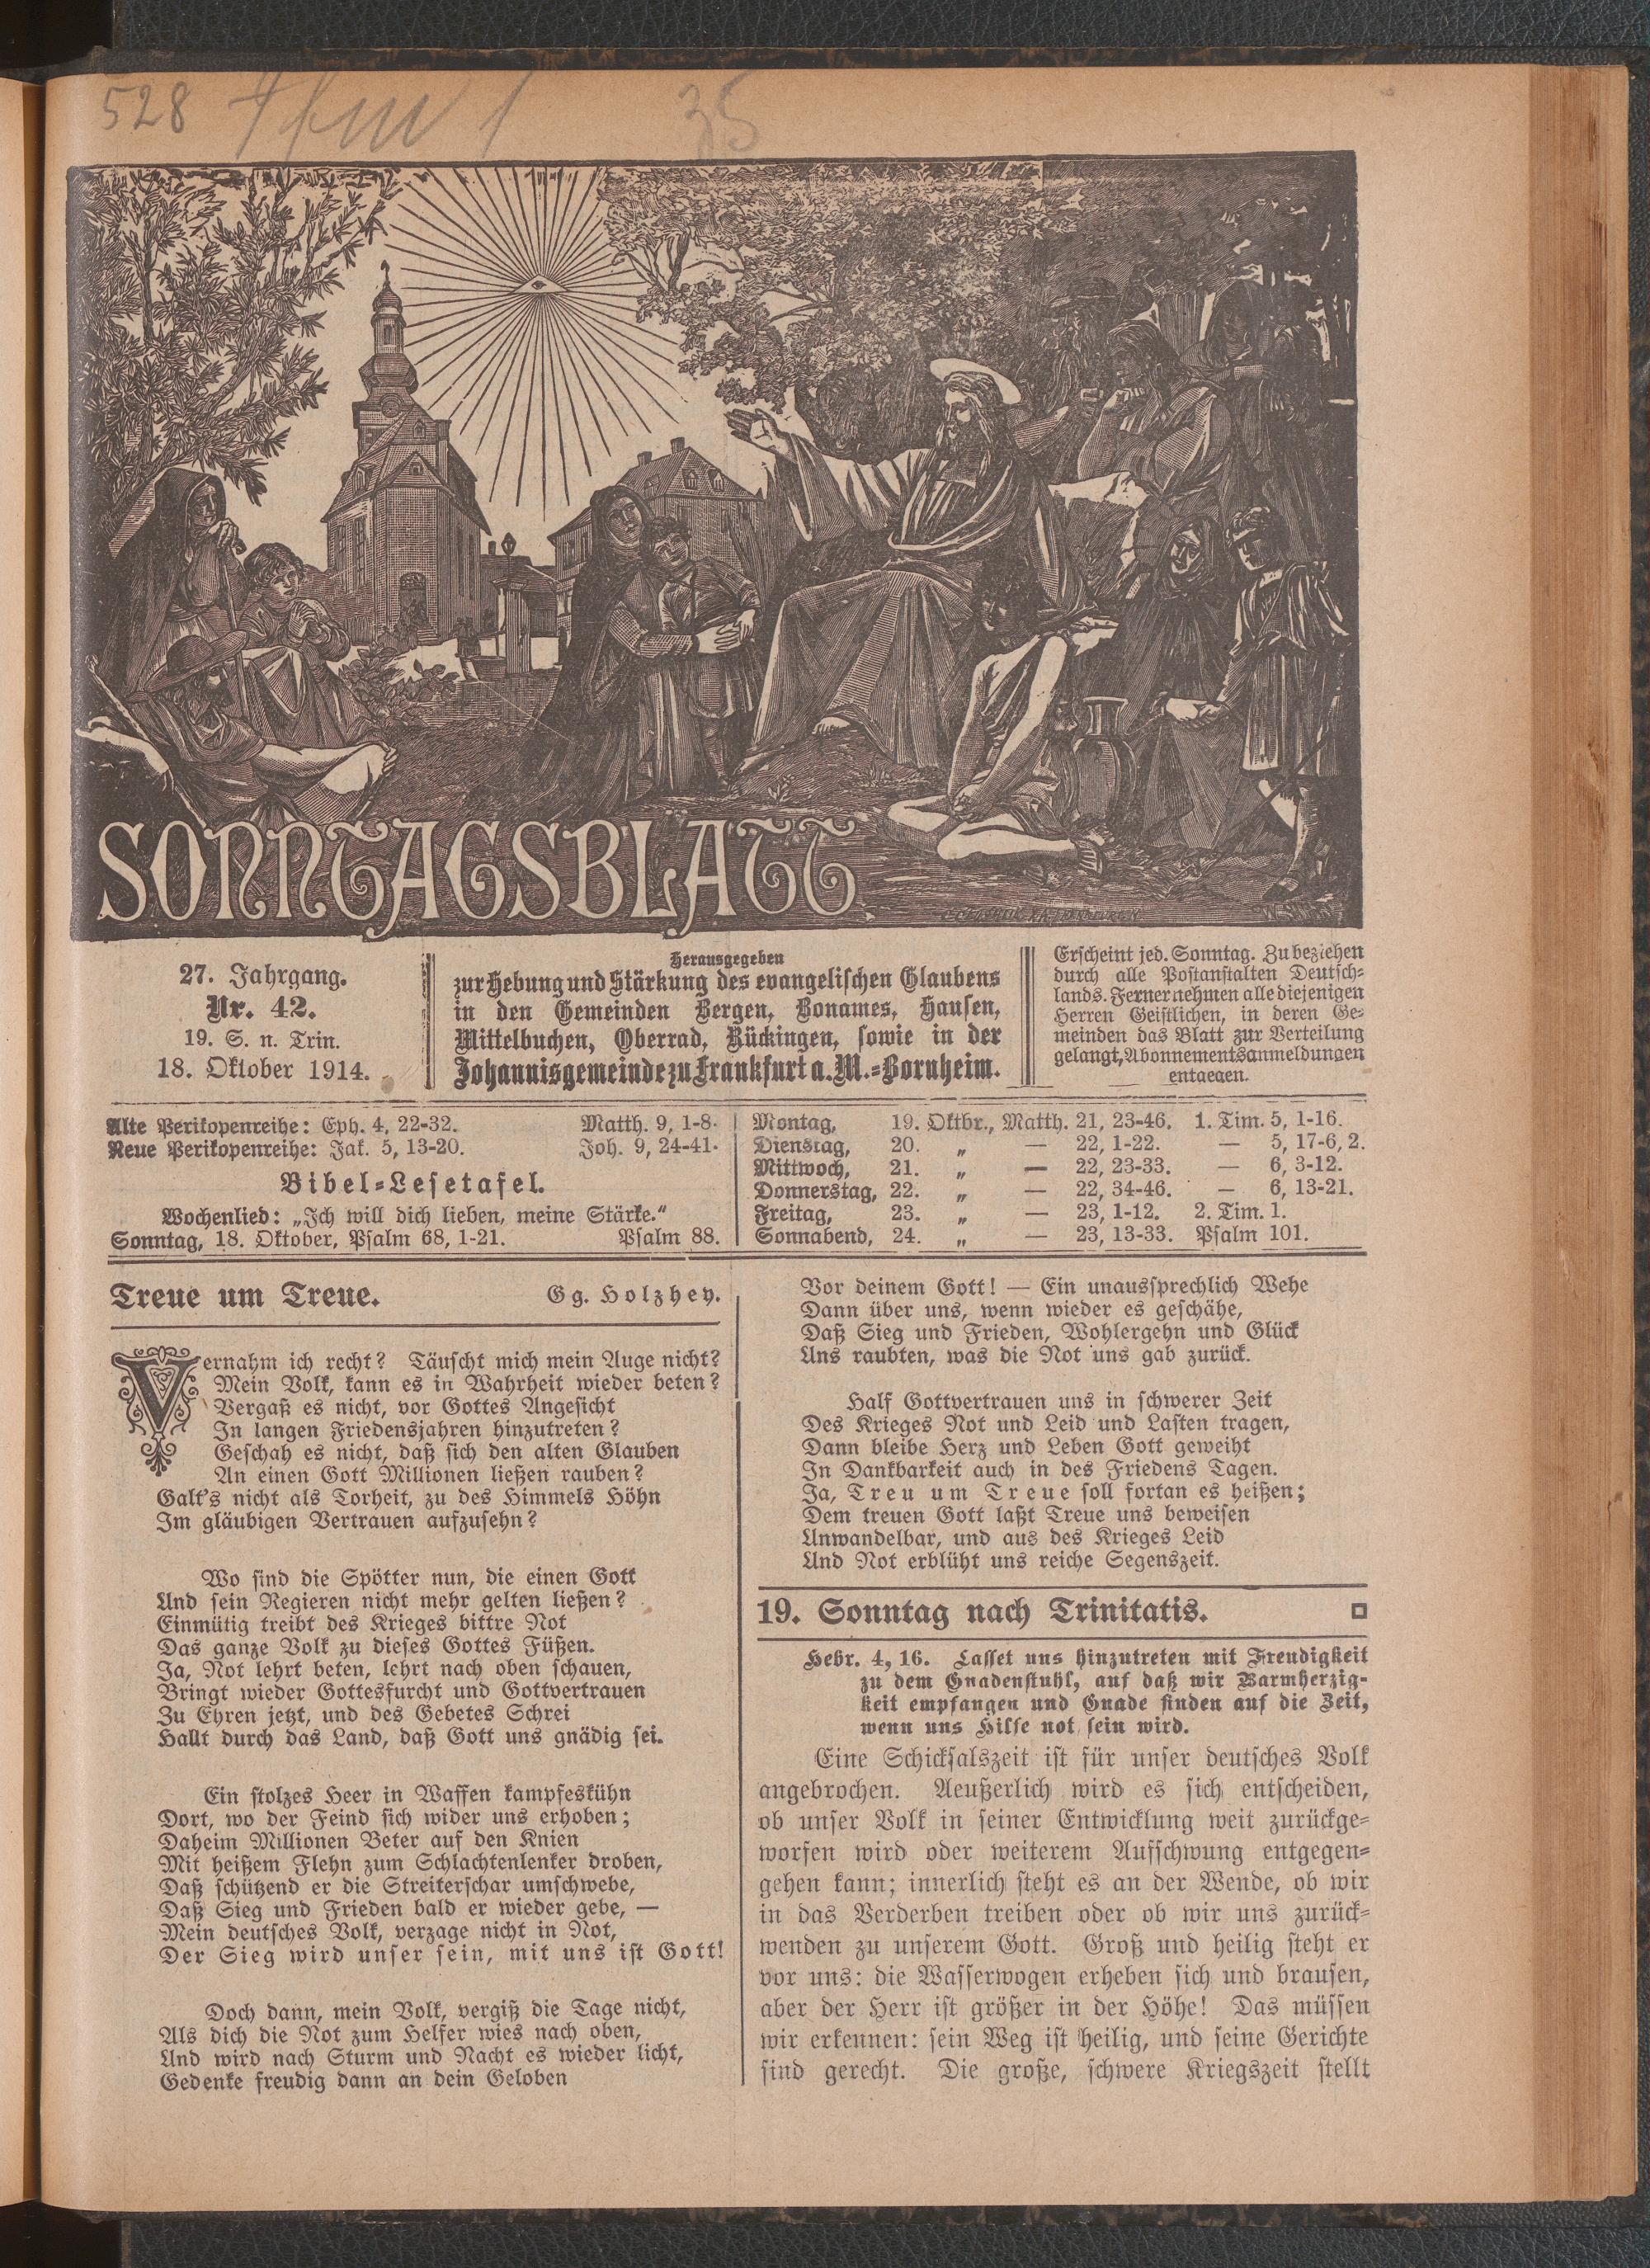 528
35
SONNTAGSBLATT
27. Jahrgang.
Nr. 42.
19. S. n. Trin.
18. Oktober 1914.
Herausgegeben
zur Hebung und Stärkung des evangelischen Glaubens
in den Gemeinden Bergen, Bonames, Hausen,
Mittelbuchen, Oberrad, Rückingen, sowie in der
Johannisgemeinde zu Frankfurt a. M.-Bornheim.
Erscheint jed. Sonntag. Zu beziehen
durch alle Postanstalten Deutsch-
lands. Ferner nehmen alle diejenigen
Herren Geistlichen, in deren Ge-
meinden das Blatt zur Verteilung
gelangt, Abonnementsanmeldungen
entgegen.
Alte Perikopenreihe: Eph. 4, 22-32. Matth. 9, 1-8.
Neue Perikopenreihe: Jak. 5, 13-20. Joh. 9, 24-41.
Bibel-Lesetafel.
Wochenlied: „Ich will dich lieben, meine Stärke.“
Sonntag, 18. Oktober, Psalm 68, 1-21. Psalm 88.
Montag, 19. Oktbr., Matth. 21, 23-46. 1. Tim. 5, 1-16.
Dienstag, 20. „ — 22, 1-22. — 5, 17-6, 2.
Mittwoch, 21. „ — 22, 23-33. — 6, 3-12.
Donnerstag, 22. „ — 22, 34-46. — 6, 13-21.
Freitag, 23. „ — 23, 1-12. 2. Tim. 1.
Sonnabend, 24. „ — 23, 13-33. Psalm 101.
Treue um Treue. Gg. Holzhey.
Vernahm ich recht? Täuscht mich mein Auge nicht?
Mein Volk, kann es in Wahrheit wieder beten?
Vergaß es nicht, vor Gottes Angesicht
In langen Friedensjahren hinzutreten?
Geschah es nicht, daß sich den alten Glauben
An einen Gott Millionen ließen rauben?
Galt's nicht als Torheit, zu des Himmels Höhn
Im gläubigen Vertrauen aufzusehn?
Wo sind die Spötter nun, die einen Gott
Und sein Regieren nicht mehr gelten ließen?
Einmütig treibt des Krieges bittre Not
Das ganze Volk zu dieses Gottes Füßen.
Ja, Not lehrt beten, lehrt nach oben schauen,
Bringt wieder Gottesfurcht und Gottvertrauen
Zu Ehren jetzt, und des Gebetes Schrei
Hallt durch das Land, daß Gott uns gnädig sei.
Ein stolzes Heer in Waffen kampfeskühn
Dort, wo der Feind sich wider uns erhoben;
Daheim Millionen Beter auf den Knien
Mit heißem Flehn zum Schlachtenlenker droben,
Daß schützend er die Streiterschar umschwebe,
Daß Sieg und Frieden bald er wieder gebe, —
Mein deutsches Volk, verzage nicht in Not,
Der Sieg wird unser sein, mit uns ist Gott!
Doch dann, mein Volk, vergiß die Tage nicht,
Als dich die Not zum Helfer wies nach oben,
Und wird nach Sturm und Nacht es wieder licht,
Gedenke freudig dann an dein Geloben
Vor deinem Gott! — Ein unaussprechlich Wehe
Dann über uns, wenn wieder es geschähe,
Daß Sieg und Frieden, Wohlergehn und Glück
Uns raubten, was die Not uns gab zurück.
Half Gottvertrauen uns in schwerer Zeit
Des Krieges Not und Leid und Lasten tragen,
Dann bleibe Herz und Leben Gott geweiht
In Dankbarkeit auch in des Friedens Tagen.
Ja, Treu um Treue soll fortan es heißen;
Dem treuen Gott laßt Treue uns beweisen
Unwandelbar, und aus des Krieges Leid
Und Not erblüht uns reiche Segenszeit.
19. Sonntag nach Trinitatis.
Hebr. 4, 16. Lasset uns hinzutreten mit Freudigkeit
zu dem Gnadenstuhl, auf daß wir Barmherzig-
keit empfangen und Gnade finden auf die Zeit,
wenn uns Hilfe not sein wird.
Eine Schicksalszeit ist für unser deutsches Volk
angebrochen. Aeußerlich wird es sich entscheiden,
ob unser Volk in seiner Entwicklung weit zurückge-
worfen wird oder weiterem Aufschwung entgegen-
gehen kann; innerlich steht es an der Wende, ob wir
in das Verderben treiben oder ob wir uns zurück-
wenden zu unserem Gott. Groß und heilig steht er
vor uns: die Wasserwogen erheben sich und brausen,
aber der Herr ist größer in der Höhe! Das müssen
wir erkennen: sein Weg ist heilig, und seine Gerichte
sind gerecht. Die große, schwere Kriegszeit stellt